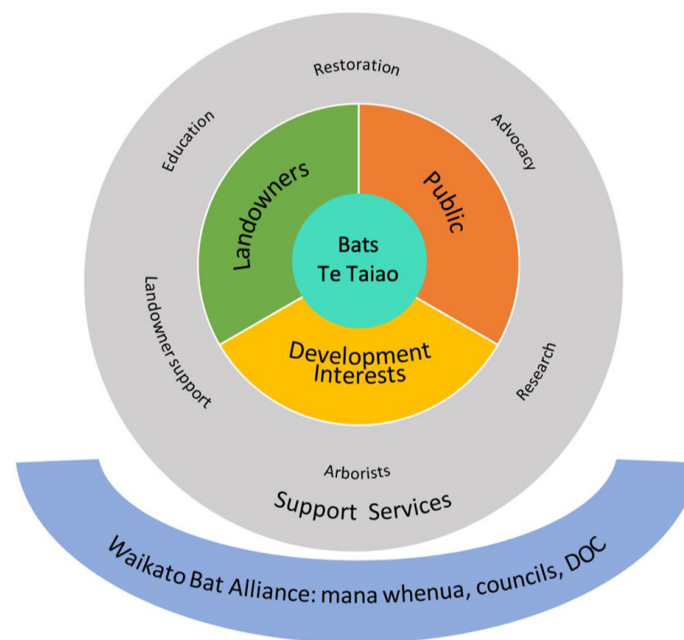 Restoration
Education
Advocacy
Landowners
Public
Bats
Te Taiao
Landowner support
Development
Interests
Research
Arborists
Support Services
Waikato Bat Alliance: mana whenua, councils, DOC